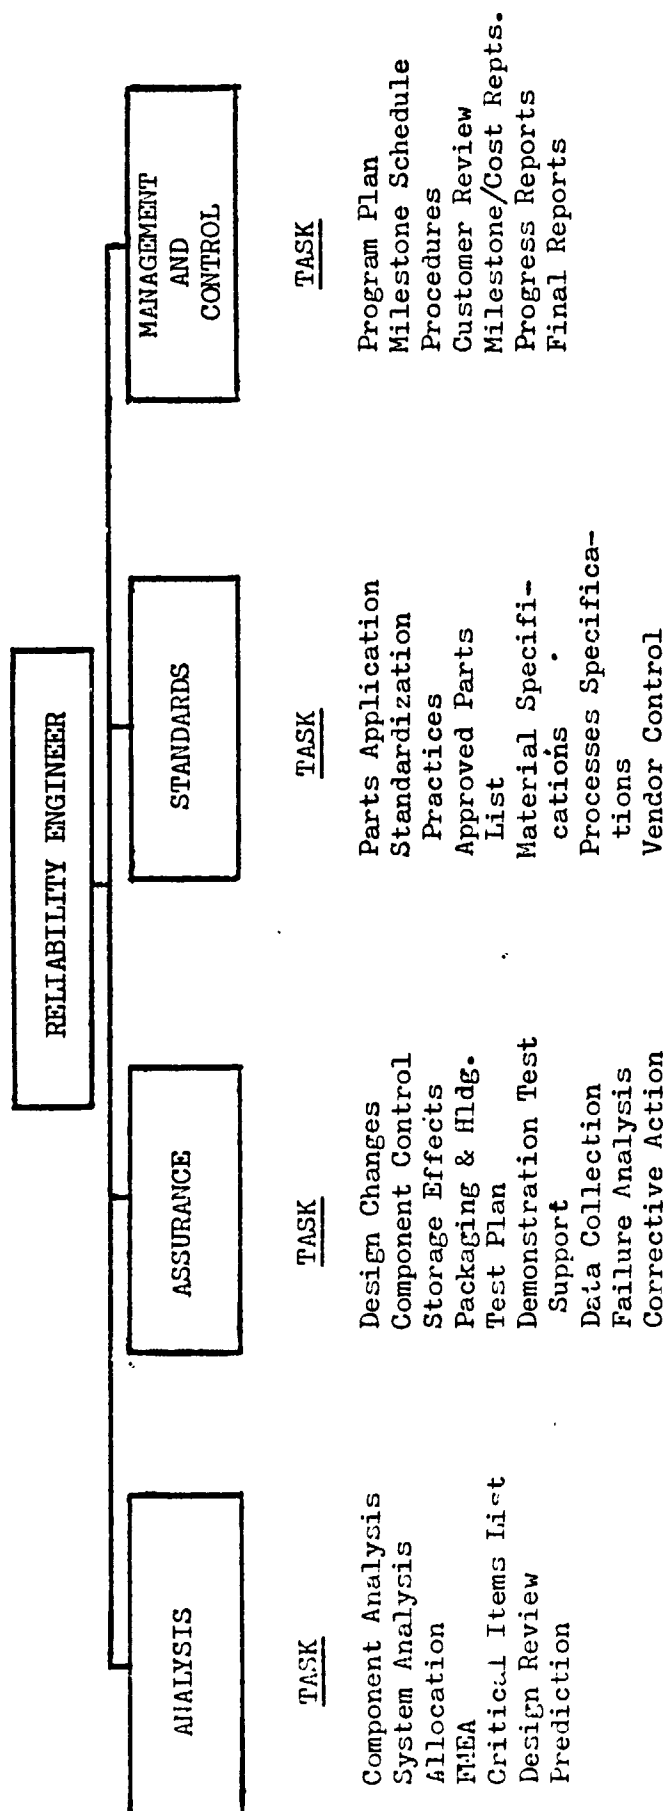 RELIABILITY ENGINEER
ANALYSIS
TASK
Component Analysis
System Analysis
Allocation
FMEA
Critical Items List
Design Review
Prediction
ASSURANCE
TASK
Design Changes
Component Control
Storage Effects
Packaging & Hldg.
Test Plan
Demonstration Test
Support
Data Collection
Failure Analysis
Corrective Action
STANDARDS
TASK
Parts Application
Standardization
Practices
Approved Parts
List
Material Specifi-
cations
Processes Specifica-
tions
Vendor Control
MANAGEMENT
AND
CONTROL
TASK
Program Plan
Milestone Schedule
Procedures
Customer Review
Milestone/Cost Repts.
Progress Reports
Final Reports